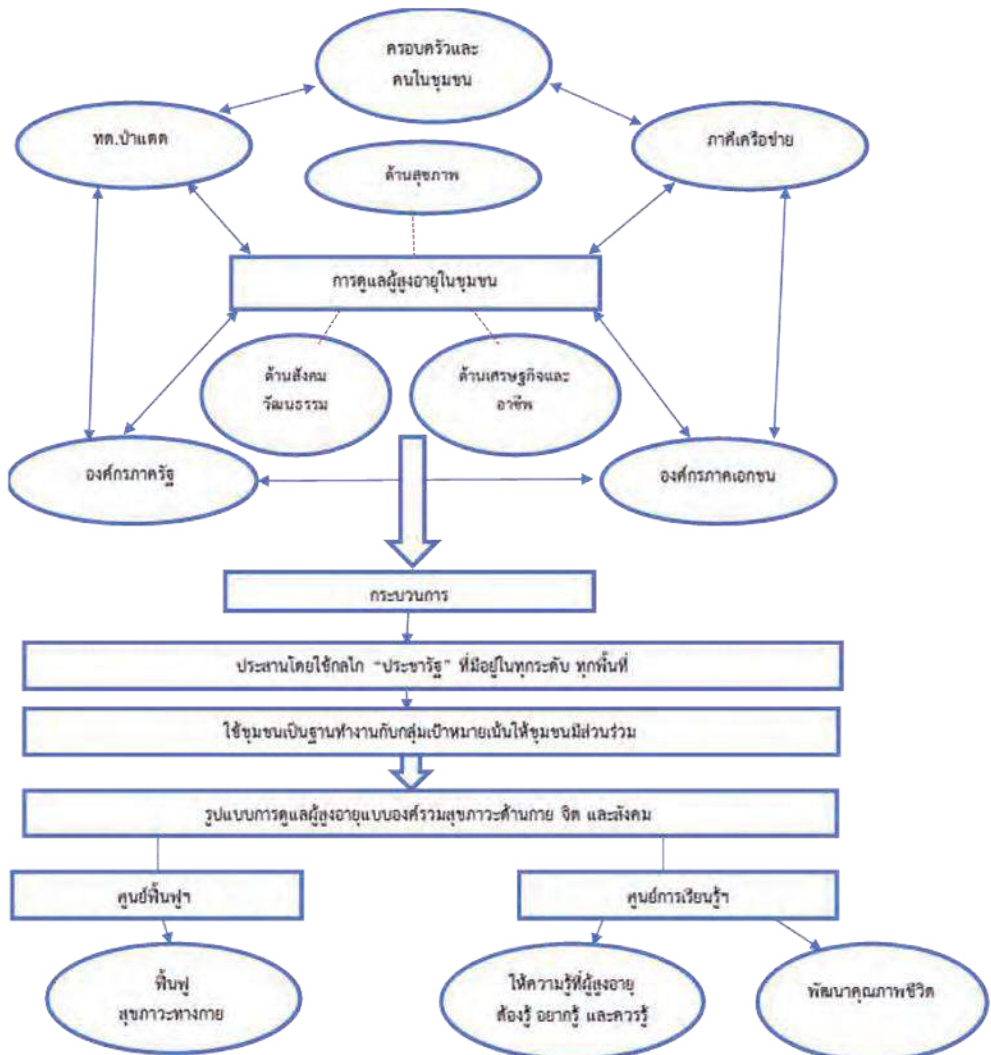 ครอบครัวและ
คนในชุมชน
ทต.ป่าแดด
ภาคีเครือข่าย
ด้านสุขภาพ
การดูแลผู้สูงอายุในชุมชน
ด้านสังคม
วัฒนธรรม
ด้านเศรษฐกิจและ
อาชีพ
องค์กรภาครัฐ
องค์กรภาคเอกชน
กระบวนการ
ประสานโดยใช้กลไก "ประชารัฐ" ที่มีอยู่ในทุกระดับ ทุกพื้นที่
ใช้ชุมชนเป็นฐานทำงานกับกลุ่มเป้าหมายเน้นให้ชุมชนมีส่วนร่วม
รูปแบบการดูแลผู้สูงอายุแบบองค์รวมสุขภาวะด้านกาย จิต และสังคม
ศูนย์ฟื้นฟูฯ
ศูนย์การเรียนรู้ฯ
ฟื้นฟู
สุขภาวะทางกาย
ให้ความรู้ที่ผู้สูงอายุ
ต้องรู้ อยากรู้ และควรรู้
พัฒนาคุณภาพชีวิต